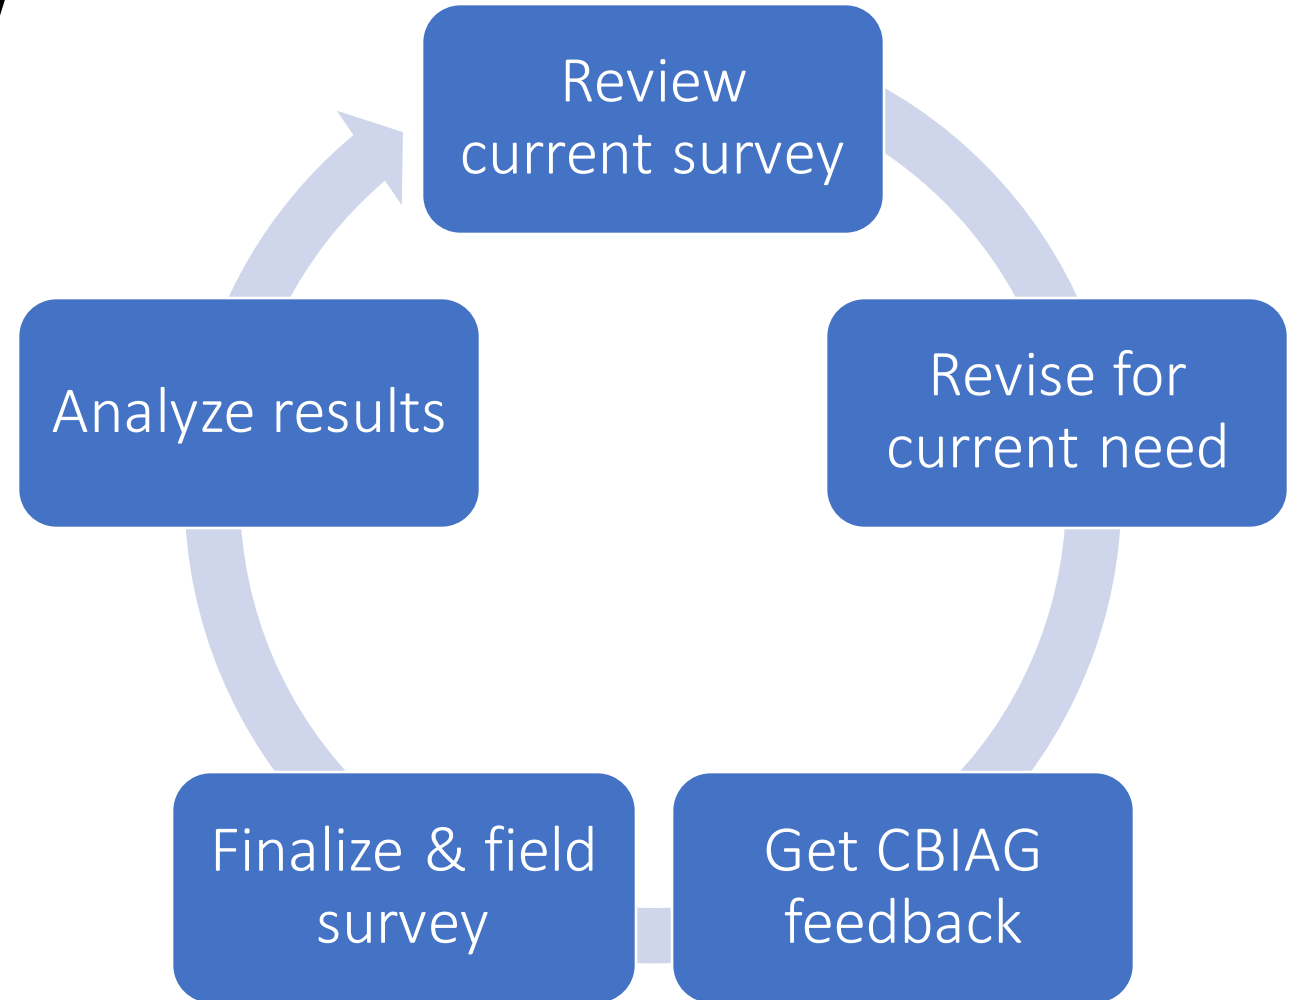 Review
current survey
Revise for
current need
Get CBIAG
feedback
Finalize & field
survey
Analyze results